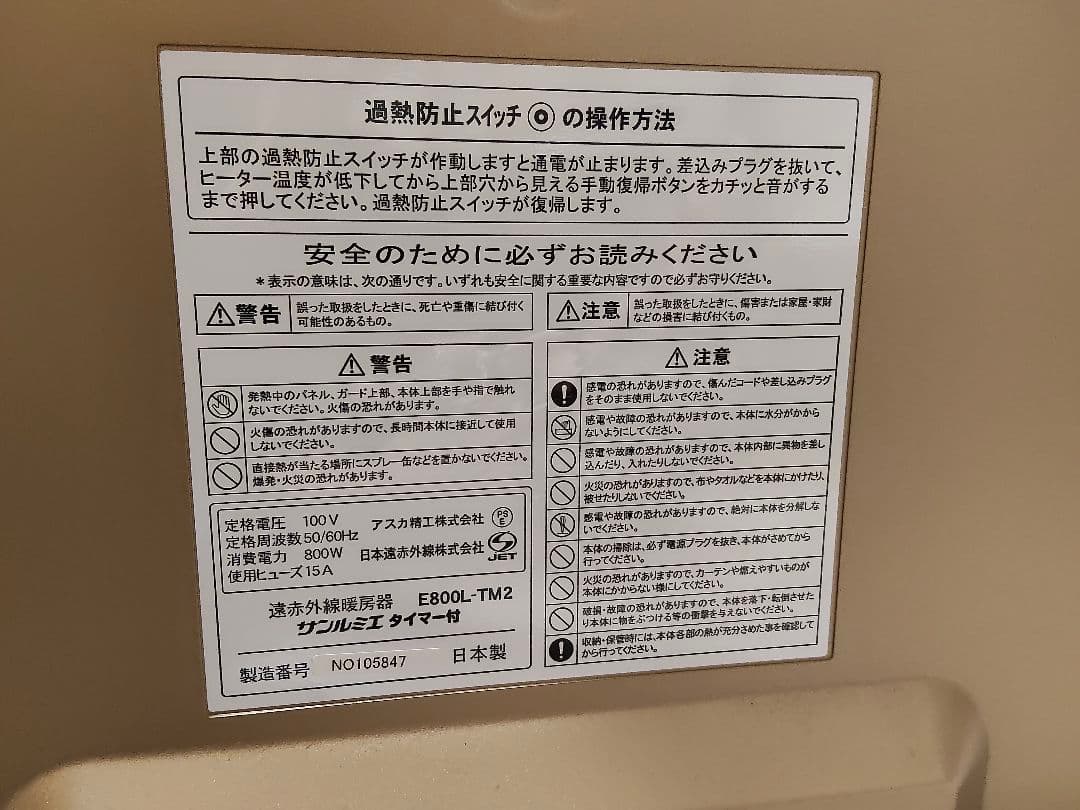 過熱防止スイッチ◎の操作方法
上部の過熱防止スイッチが作動しますと通電が止まります。差込みプラグを抜いて、
ヒーター温度が低下してから上部穴から見える手動復帰ボタンをカチッと音がする
まで押してください。過熱防止スイッチが復帰します。
安全のために必ずお読みください
*表示の意味は、次の通りです。いずれも安全に関する重要な内容ですので必ずお守りください。
⚠警告
誤った取扱をしたときに、死亡や重傷に結び付く
可能性のあるもの。
⚠注意
誤った取扱をしたときに、傷害または家屋・家財
などの損害に結び付くもの。
⚠警告
発熱中のパネル、ガード上部、本体上部を手や指で触れ
ないでください。火傷の恐れがあります。
火傷の恐れがありますので、長時間本体に接近して使用
しないでください。
直接熱が当たる場所にスプレー缶などを置かないでください。
爆発・火災の恐れがあります。
定格電圧 100V
定格周波数50/60Hz
消費電力 800W
使用ヒューズ15A
アスカ精工株式会社
PSE
日本遠赤外線株式会社
JET
遠赤外線暖房器 E800L-TM2
サンルミエ タイマー付
製造番号 NO105847 日本製
⚠注意
感電の恐れがありますので、傷んだコードや差し込みプラグ
をそのまま使用しないでください。
感電や故障の恐れがありますので、本体に水分がかから
ないようにしてください。
感電や故障の恐れがありますので、本体内部に異物を差し
込んだり、入れたりしないでください。
火災の恐れがありますので、布やタオルなどを本体にかけたり、
被せたりしないでください。
感電や故障の恐れがありますので、絶対に本体を分解しな
いでください。
本体の掃除は、必ず電源プラグを抜き、本体がさめてから
行ってください。
火災の恐れがありますので、カーテンや燃えやすいものが
本体にかからない様にしてください。
破損・故障の恐れがありますので、本体を落下・転倒させた
り本体に物をぶつける等の衝撃を与えないでください。
収納・保管時には、本体各部の熱が充分さめた事を確認して
から行ってください。